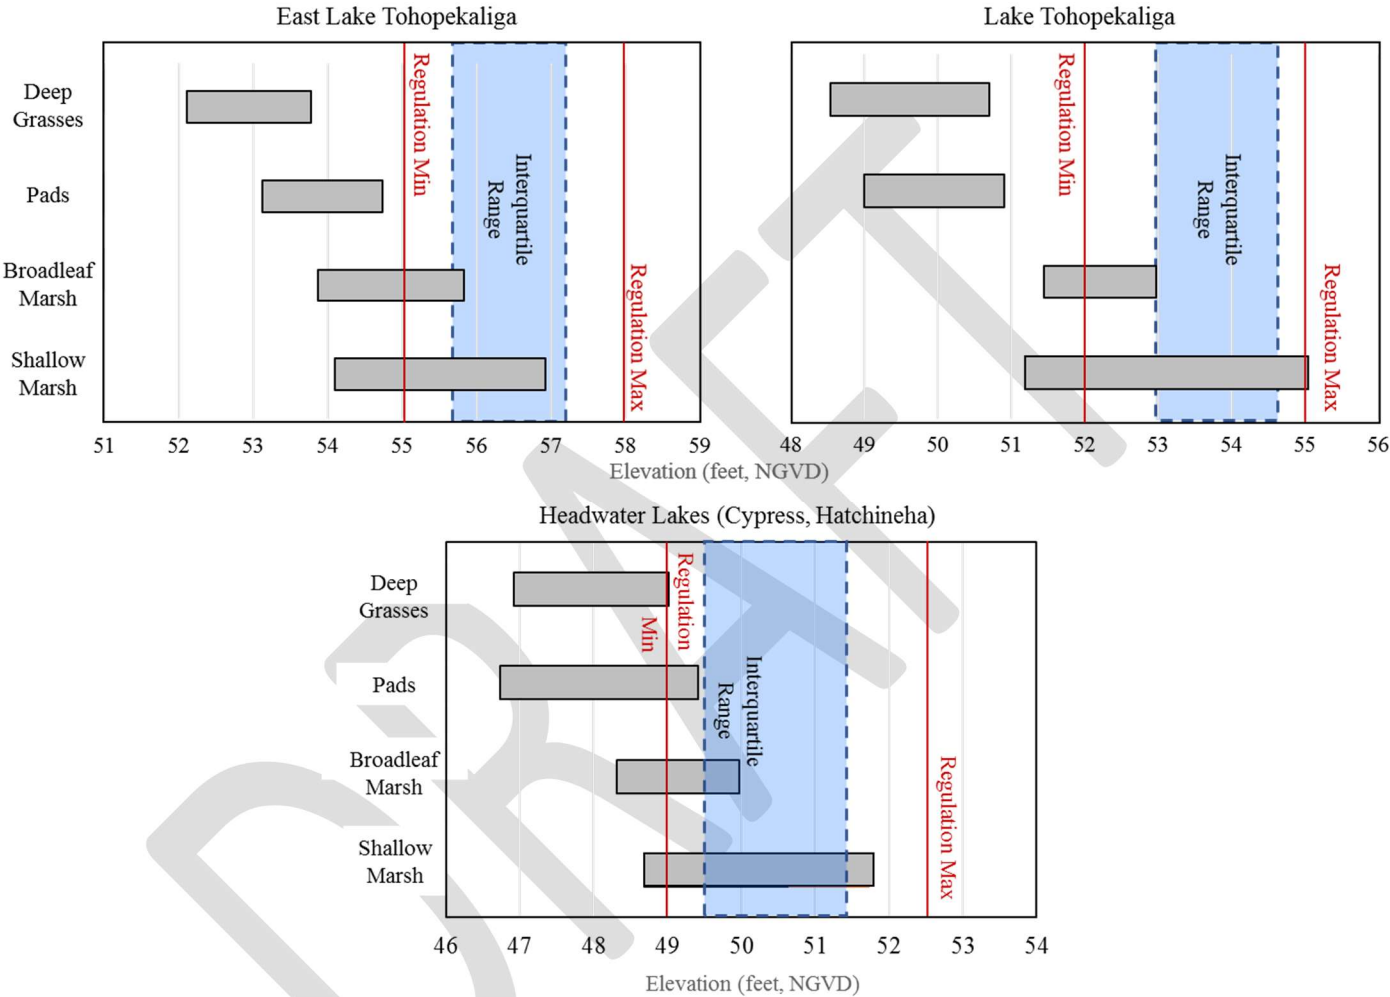 East Lake Tohopekaliga
Deep
Grasses
Pads
Broadleaf
Marsh
Shallow
Marsh
Regulation Min
Interquartile
Range
Regulation Max
51 52 53 54 55 56 57 58 59
Lake Tohopekaliga
Regulation Min
Interquartile
Range
Regulation Max
48 49 50 51 52 53 54 55 56
Elevation (feet, NGVD)
Headwater Lakes (Cypress, Hatchineha)
Deep
Grasses
Pads
Broadleaf
Marsh
Shallow
Marsh
Regulation
Min
Interquartile
Range
Regulation Max
46 47 48 49 50 51 52 53 54
Elevation (feet, NGVD)
DRAFT